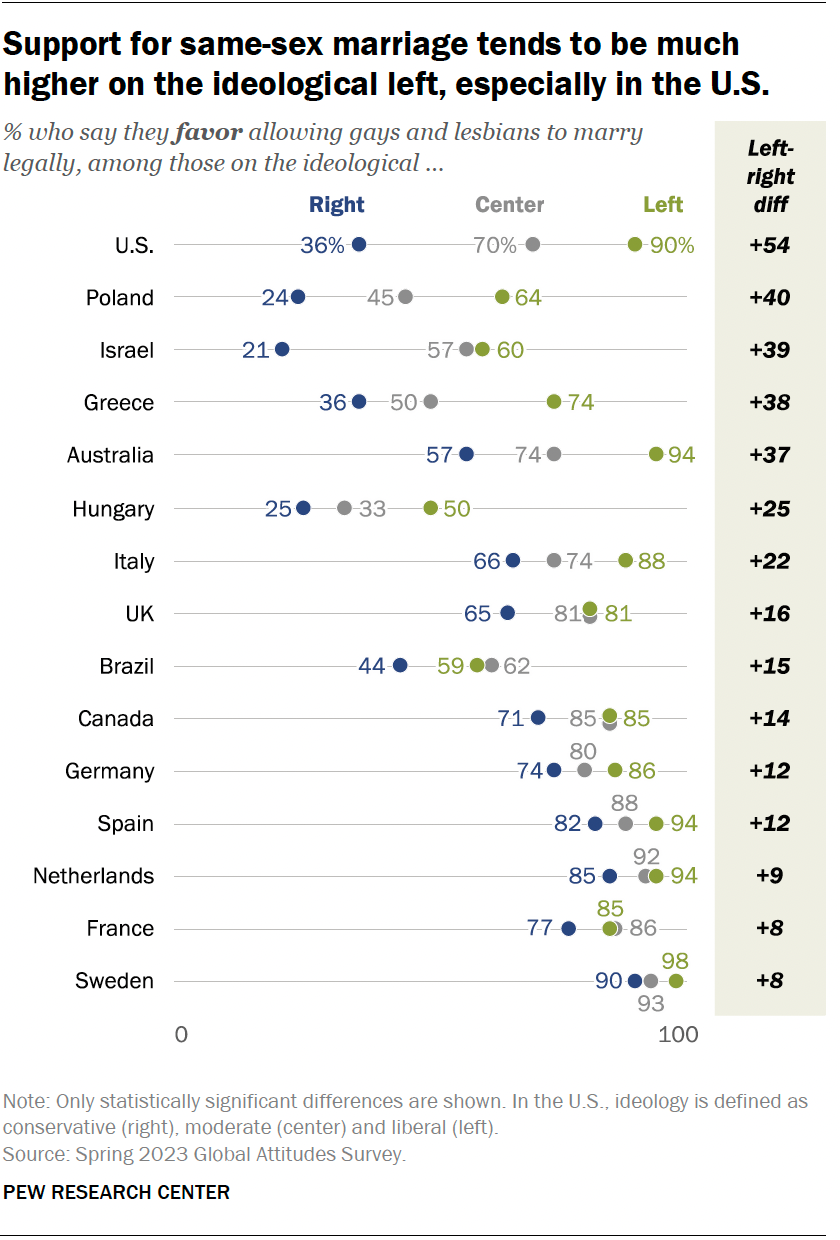 Support for same-sex marriage tends to be much
higher on the ideological left, especially in the U.S.
% who say they favor allowing gays and lesbians to marry
legally, among those on the ideological ...
Left-
right
diff
Right Center Left
U.S. 36% 70% 90% +54
Poland 24 45 64 +40
Israel 21 57 60 +39
Greece 36 50 74 +38
Australia 57 74 94 +37
Hungary 25 33 50 +25
Italy 66 74 88 +22
UK 65 81 81 +16
Brazil 44 59 62 +15
Canada 71 85 85 +14
Germany 74 80 86 +12
Spain 82 88 94 +12
Netherlands 85 92 94 +9
France 77 85 86 +8
Sweden 90 93 98 +8
0 100
Note: Only statistically significant differences are shown. In the U.S., ideology is defined as
conservative (right), moderate (center) and liberal (left).
Source: Spring 2023 Global Attitudes Survey.
PEW RESEARCH CENTER